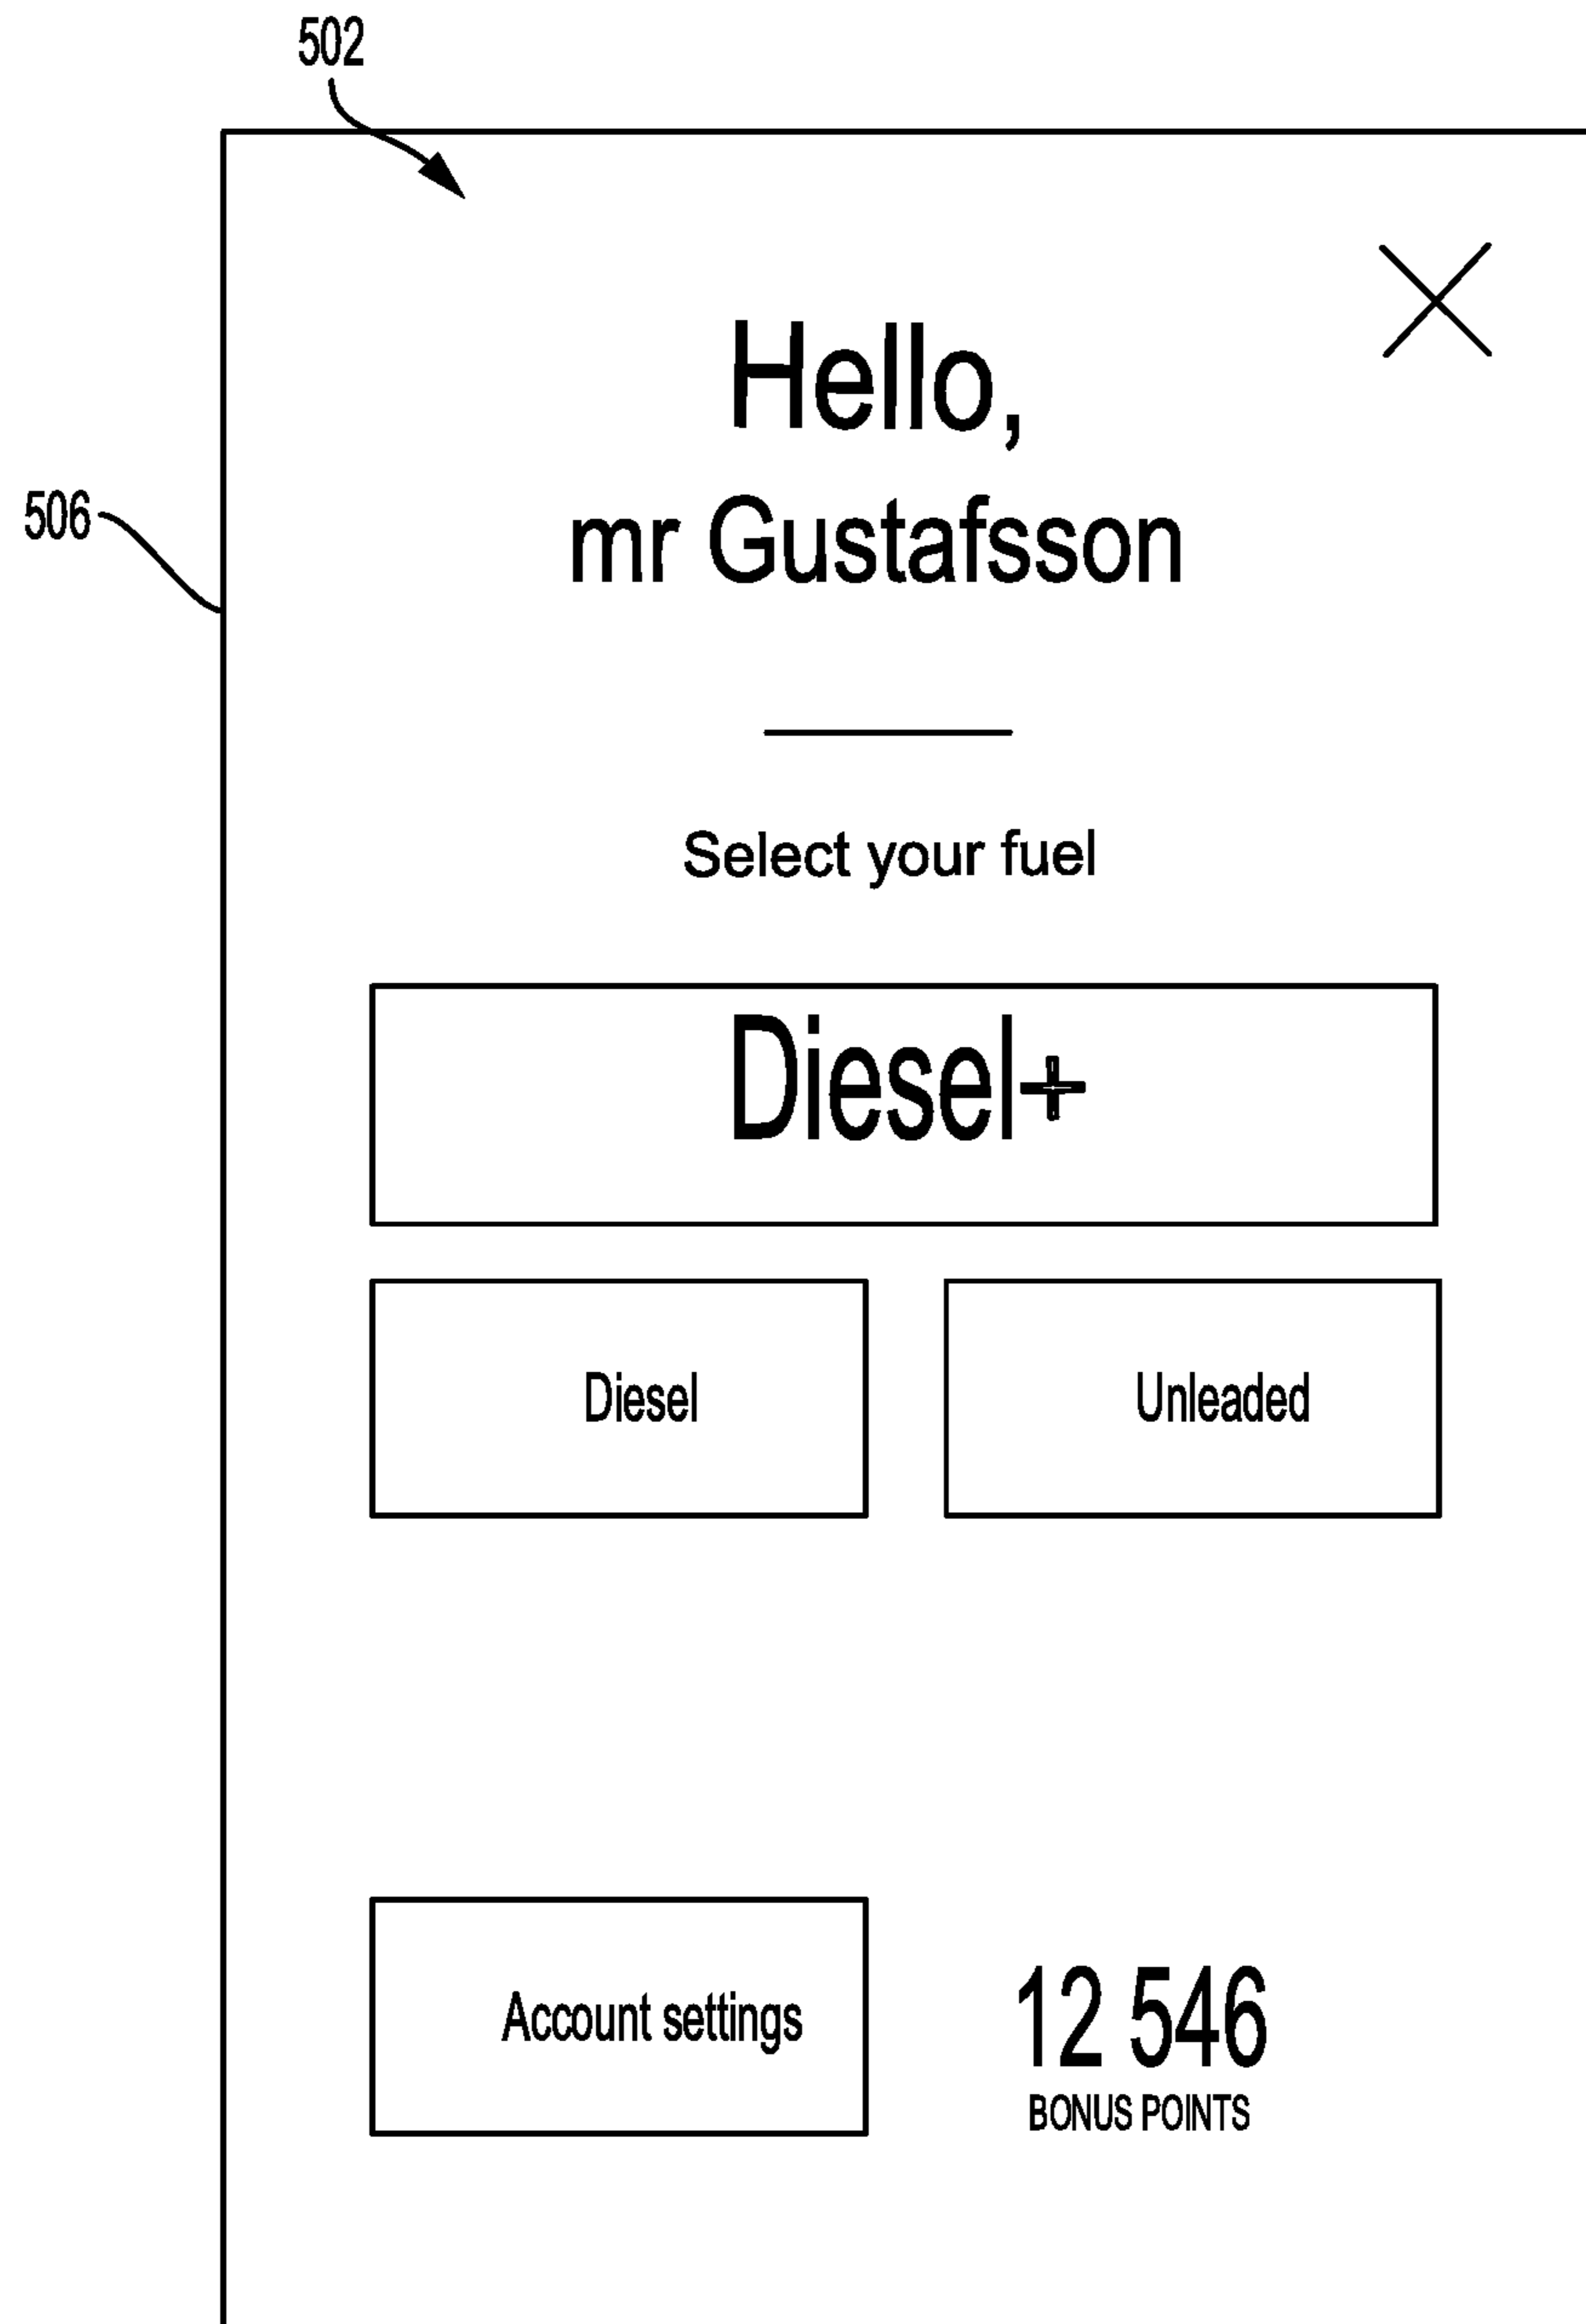 502
Hello,
506
mr Gustafsson
Select your fuel
Diesel+
Diesel
Unleaded
Account settings
12 546
BONUS POINTS